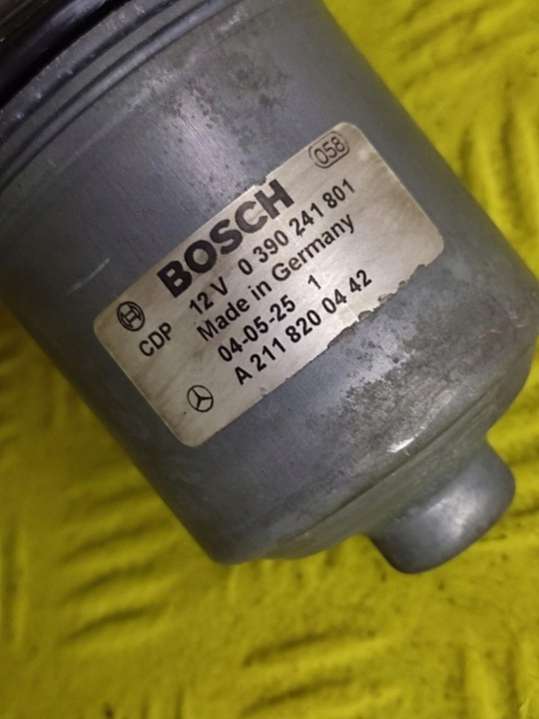 058
BOSCH
CDP 12 V 0 390 241 801
Made in Germany
04-05-25 1
A 211 820 04 42